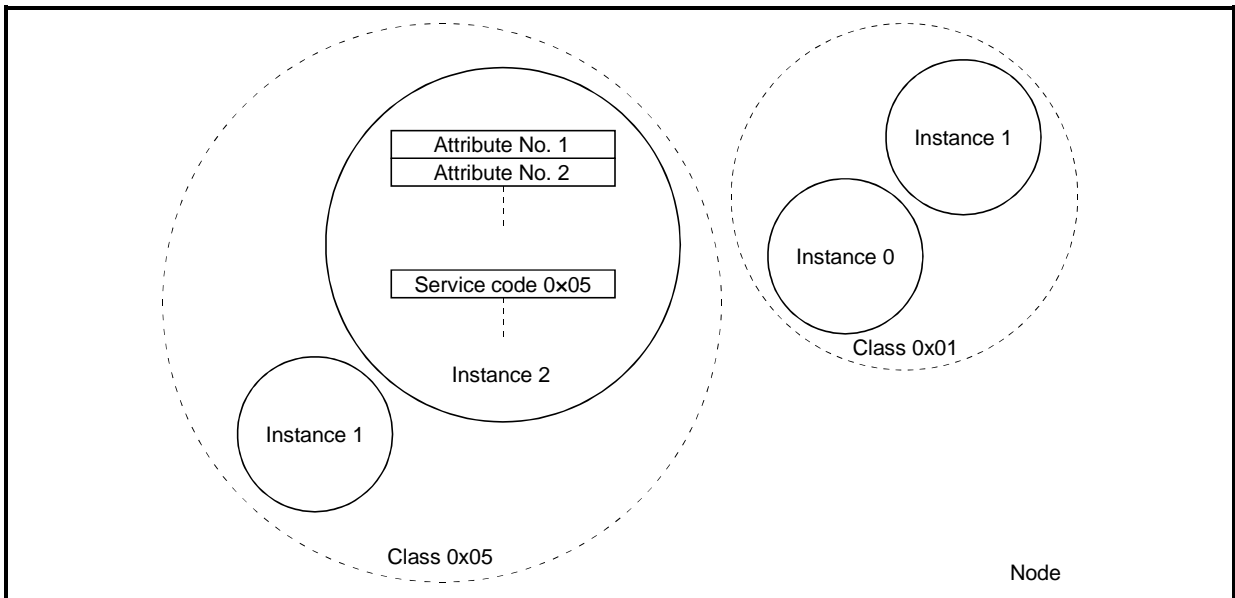 Attribute No. 1
Attribute No. 2
Service code 0×05
Instance 2
Instance 1
Class 0x05
Instance 1
Instance 0
Class 0x01
Node